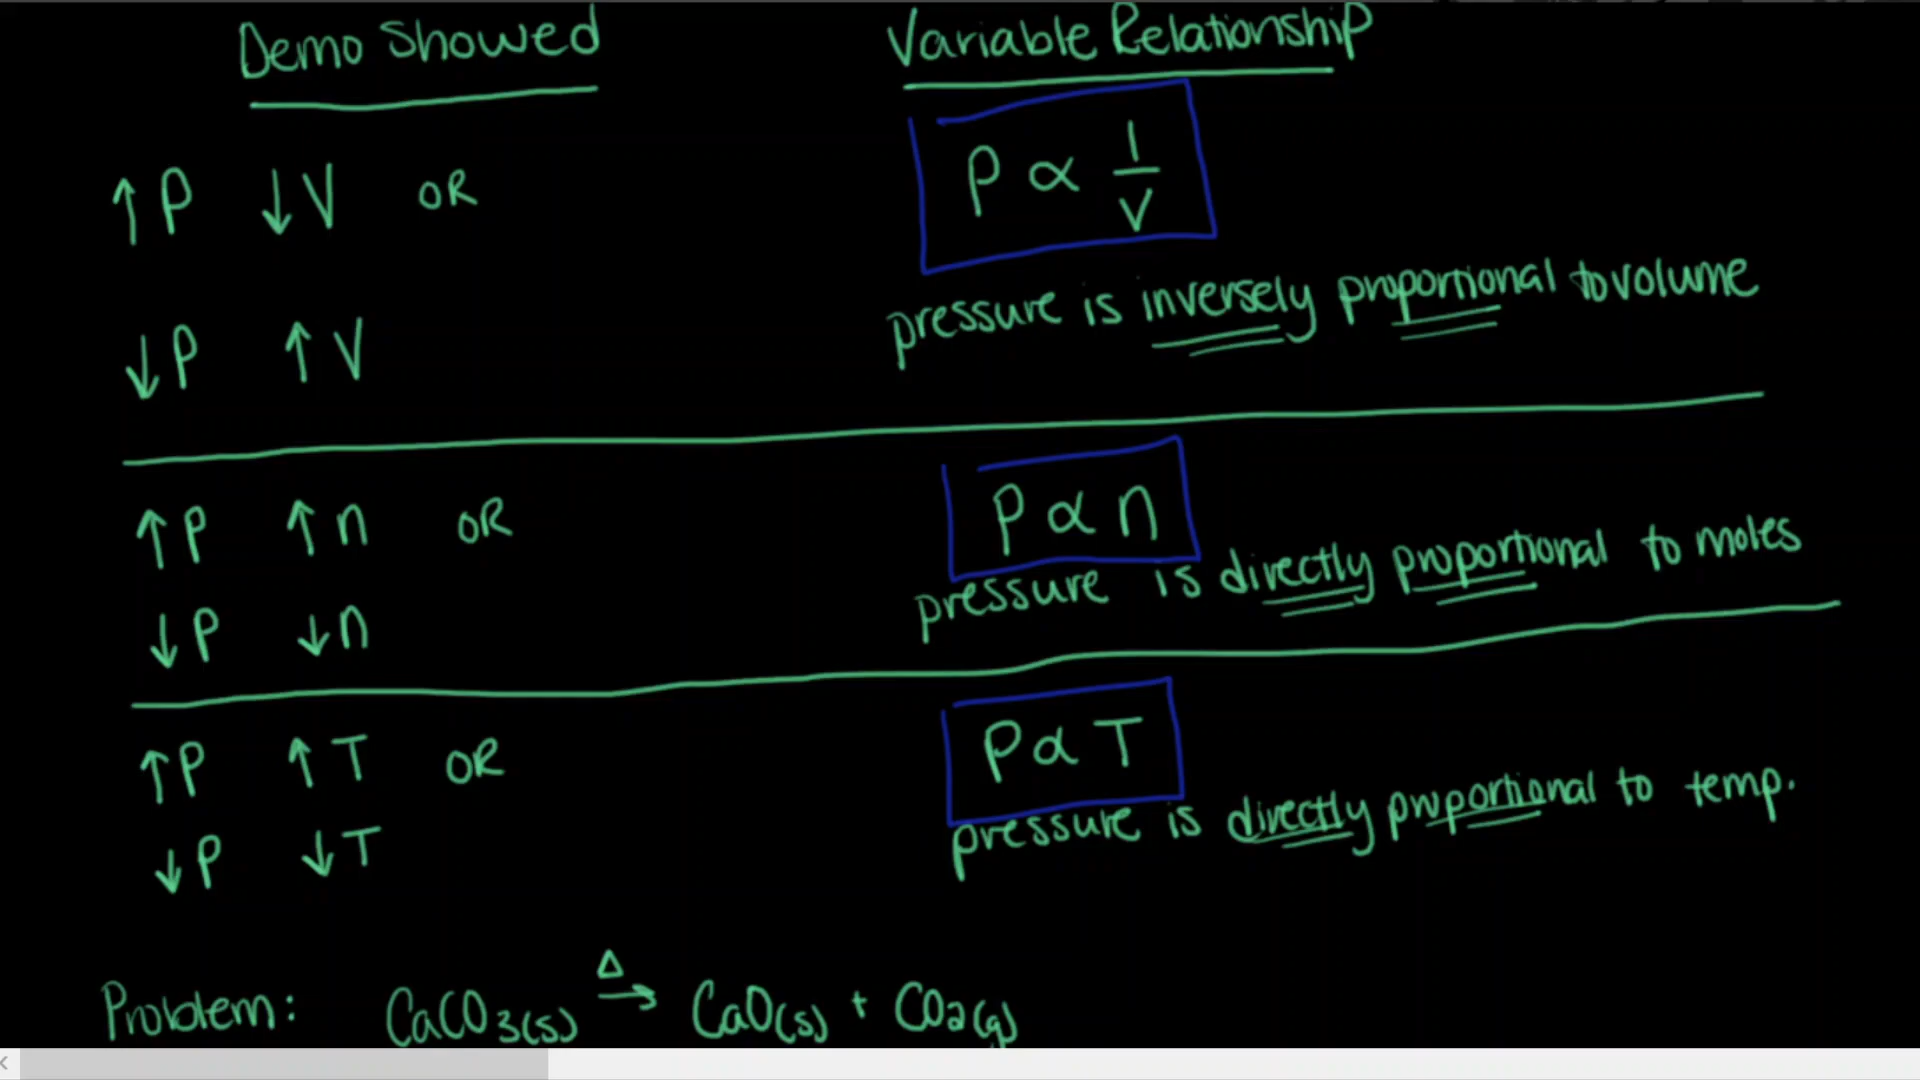 Demo Showed
Variable Relationship
↑P ↓V OR
P ∝ 1/V
pressure is inversely proportional to volume
↓P ↑V
↑P ↑n OR
P ∝ n
pressure is directly proportional to moles
↓P ↓n
↑P ↑T OR
P ∝ T
pressure is directly proportional to temp.
↓P ↓T
Problem: CaCO3(s) Δ→ CaO(s) + CO2(g)